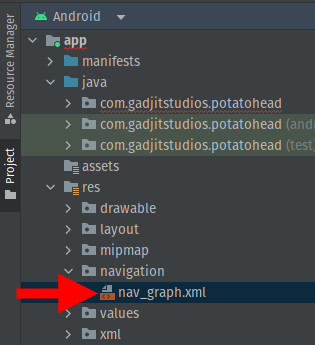 Resource Manager
Project
Android
app
manifests
java
com.gadjitstudios.potatohead
com.gadjitstudios.potatohead (and
com.gadjitstudios.potatohead (test)
assets
res
drawable
layout
mipmap
navigation
nav_graph.xml
values
xml